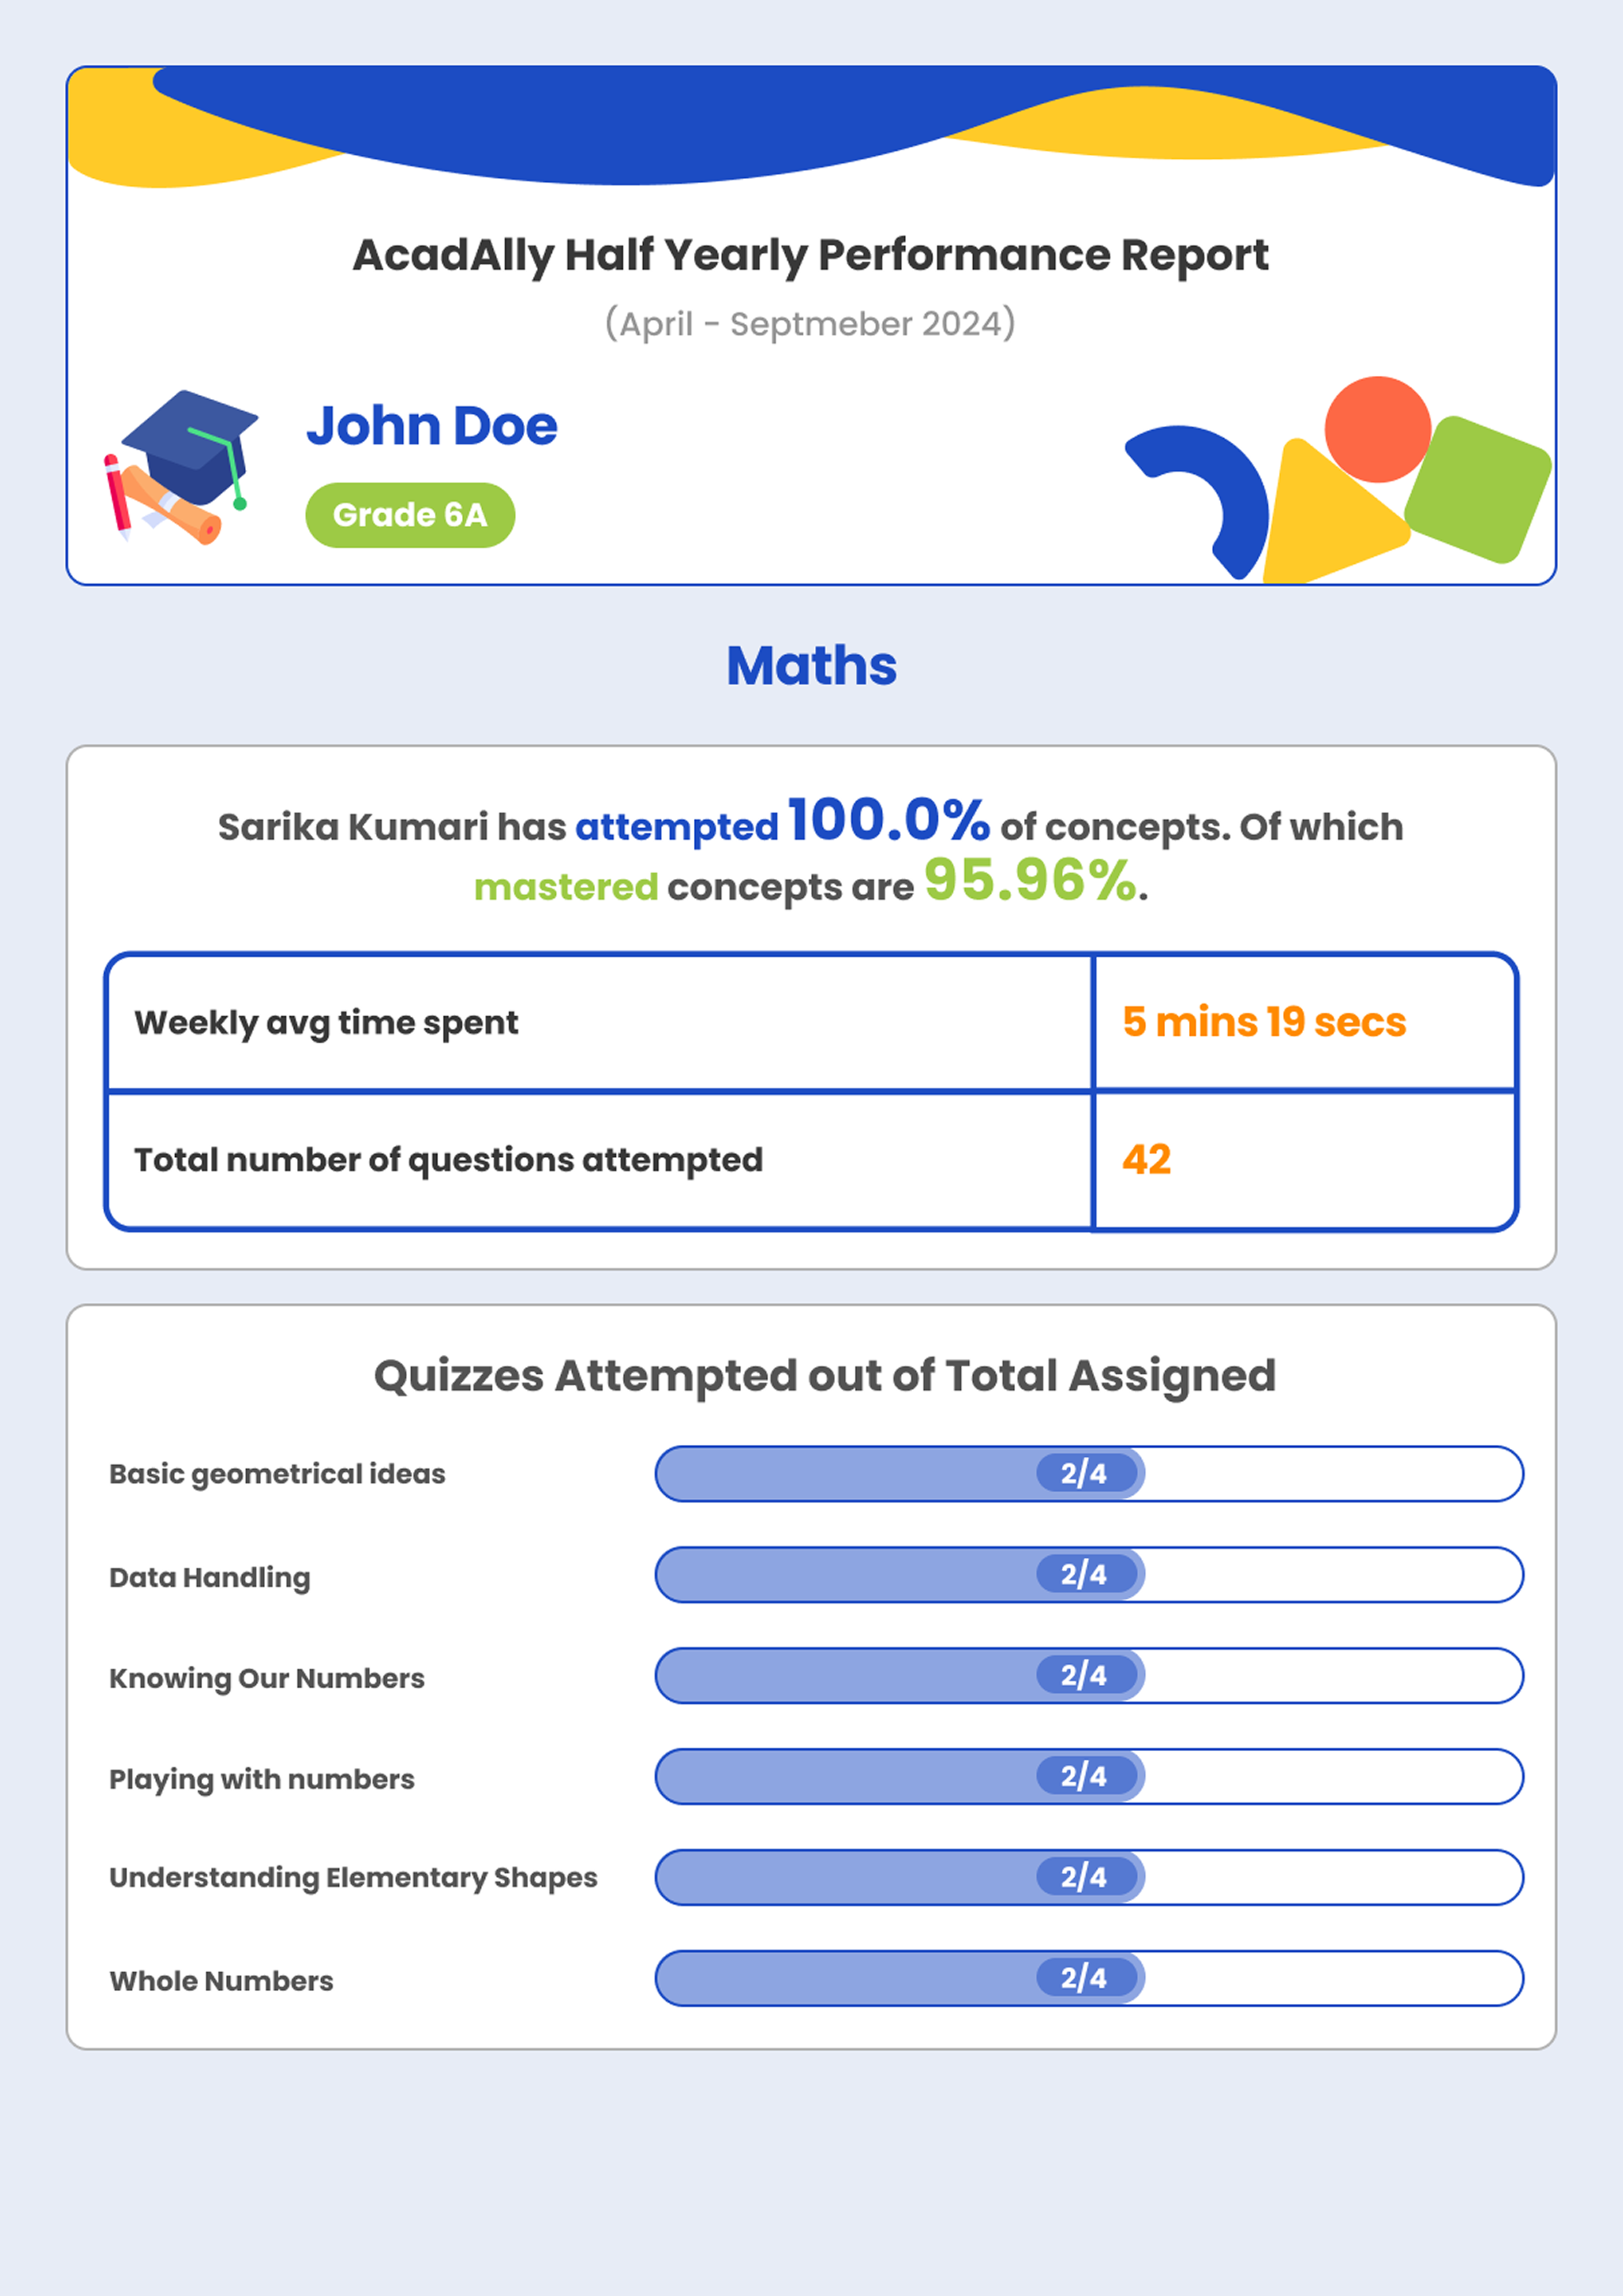 AcadAlly Half Yearly Performance Report
(April - Septmeber 2024)
John Doe
Grade 6A
Maths
Sarika Kumari has attempted 100.0% of concepts. Of which
mastered concepts are 95.96%.
Weekly avg time spent
5 mins 19 secs
Total number of questions attempted
42
Quizzes Attempted out of Total Assigned
Basic geometrical ideas
2/4
Data Handling
2/4
Knowing Our Numbers
2/4
Playing with numbers
2/4
Understanding Elementary Shapes
2/4
Whole Numbers
2/4